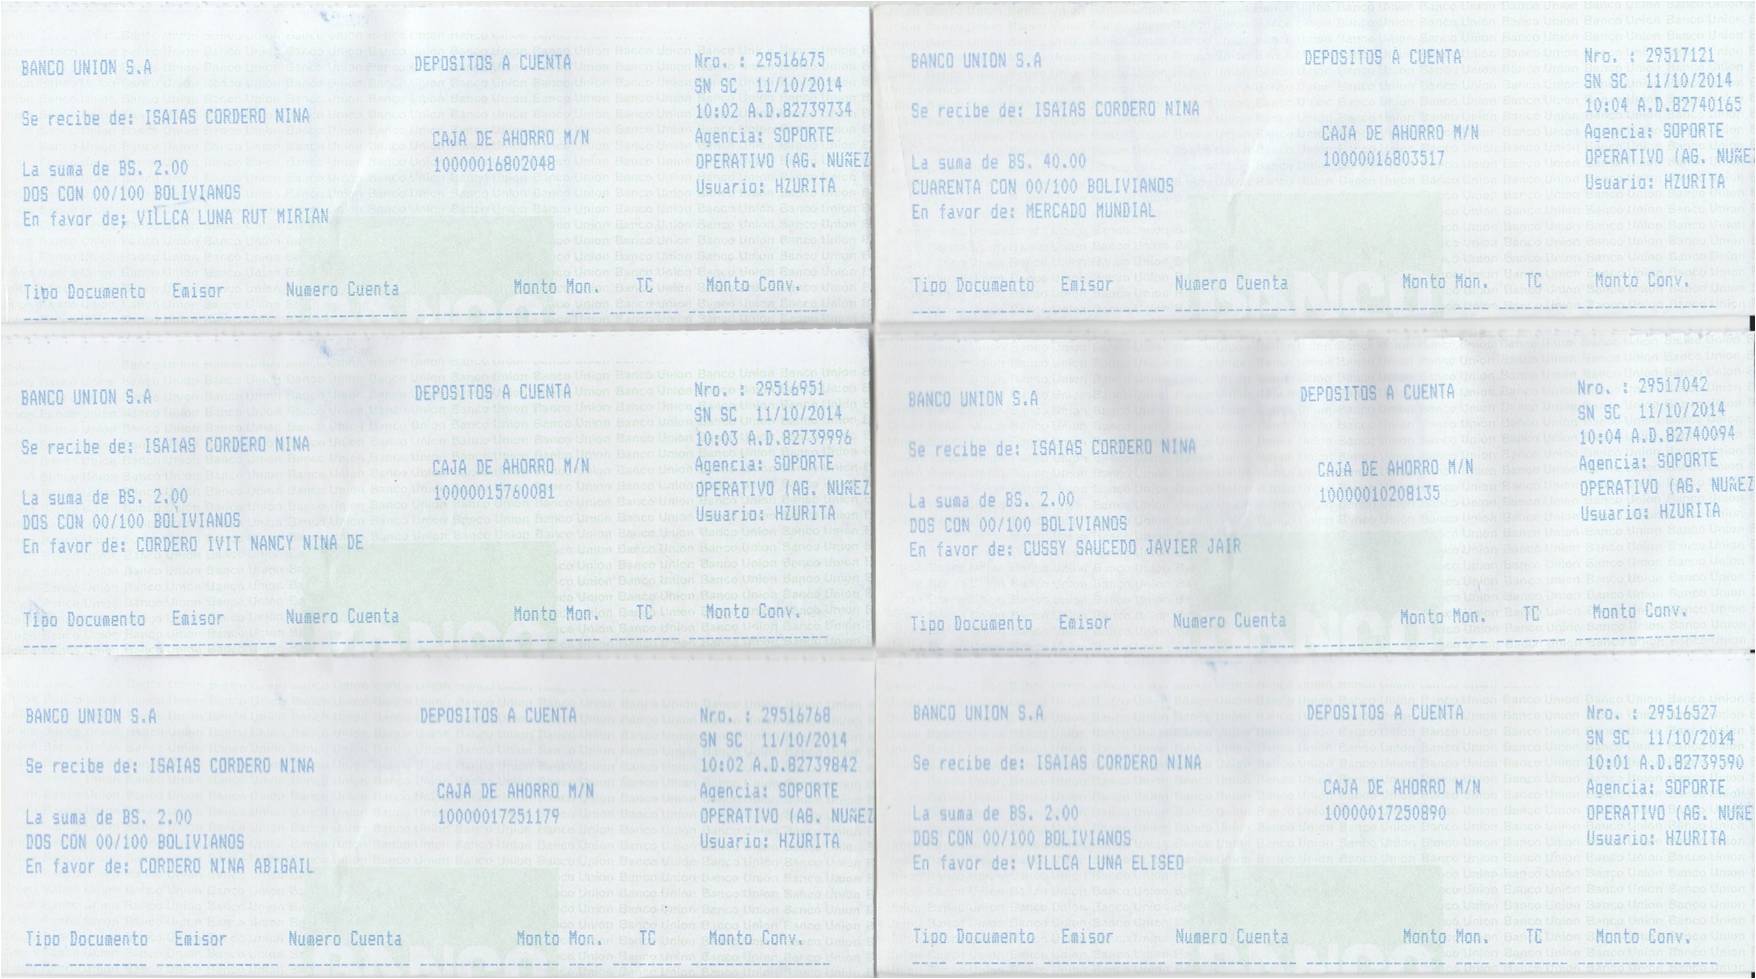 BANCO UNION S.A DEPOSITOS A CUENTA Nro. : 29516675
SN SC 11/10/2014
Se recibe de: ISAIAS CORDERO NINA 10:02 A.D.82739734
CAJA DE AHORRO M/N Agencia: SOPORTE
La suma de BS. 2.00 10000016802048 OPERATIVO (AG. NUÑEZ
DOS CON 00/100 BOLIVIANOS Usuario: HZURITA
En favor de: VILLCA LUNA RUT MIRIAN
Tipo Documento Emisor Numero Cuenta Monto Mon. TC Monto Conv.
BANCO UNION S.A DEPOSITOS A CUENTA Nro. : 29517121
SN SC 11/10/2014
Se recibe de: ISAIAS CORDERO NINA 10:04 A.D.82740165
CAJA DE AHORRO M/N Agencia: SOPORTE
La suma de BS. 40.00 10000016803517 OPERATIVO (AG. NUÑEZ
CUARENTA CON 00/100 BOLIVIANOS Usuario: HZURITA
En favor de: MERCADO MUNDIAL
Tipo Documento Emisor Numero Cuenta Monto Mon. TC Monto Conv.
BANCO UNION S.A DEPOSITOS A CUENTA Nro. : 29516951
SN SC 11/10/2014
Se recibe de: ISAIAS CORDERO NINA 10:03 A.D.82739996
CAJA DE AHORRO M/N Agencia: SOPORTE
La suma de BS. 2.00 10000015760081 OPERATIVO (AG. NUÑEZ
DOS CON 00/100 BOLIVIANOS Usuario: HZURITA
En favor de: CORDERO IVIT NANCY NINA DE
Tipo Documento Emisor Numero Cuenta Monto Mon. TC Monto Conv.
BANCO UNION S.A DEPOSITOS A CUENTA Nro. : 29517042
SN SC 11/10/2014
Se recibe de: ISAIAS CORDERO NINA 10:04 A.D.82740094
CAJA DE AHORRO M/N Agencia: SOPORTE
La suma de BS. 2.00 10000010208135 OPERATIVO (AG. NUÑEZ
DOS CON 00/100 BOLIVIANOS Usuario: HZURITA
En favor de: CUSSY SAUCEDO JAVIER JAIR
Tipo Documento Emisor Numero Cuenta Monto Mon. TC Monto Conv.
BANCO UNION S.A DEPOSITOS A CUENTA Nro. : 29516768
SN SC 11/10/2014
Se recibe de: ISAIAS CORDERO NINA 10:02 A.D.82739842
CAJA DE AHORRO M/N Agencia: SOPORTE
La suma de BS. 2.00 10000017251179 OPERATIVO (AG. NUÑEZ
DOS CON 00/100 BOLIVIANOS Usuario: HZURITA
En favor de: CORDERO NINA ABIGAIL
Tipo Documento Emisor Numero Cuenta Monto Mon. TC Monto Conv.
BANCO UNION S.A DEPOSITOS A CUENTA Nro. : 29516527
SN SC 11/10/2014
Se recibe de: ISAIAS CORDERO NINA 10:01 A.D.82739590
CAJA DE AHORRO M/N Agencia: SOPORTE
La suma de BS. 2.00 10000017250890 OPERATIVO (AG. NUÑE
DOS CON 00/100 BOLIVIANOS Usuario: HZURITA
En favor de: VILLCA LUNA ELISEO
Tipo Documento Emisor Numero Cuenta Monto Mon. TC Monto Conv.